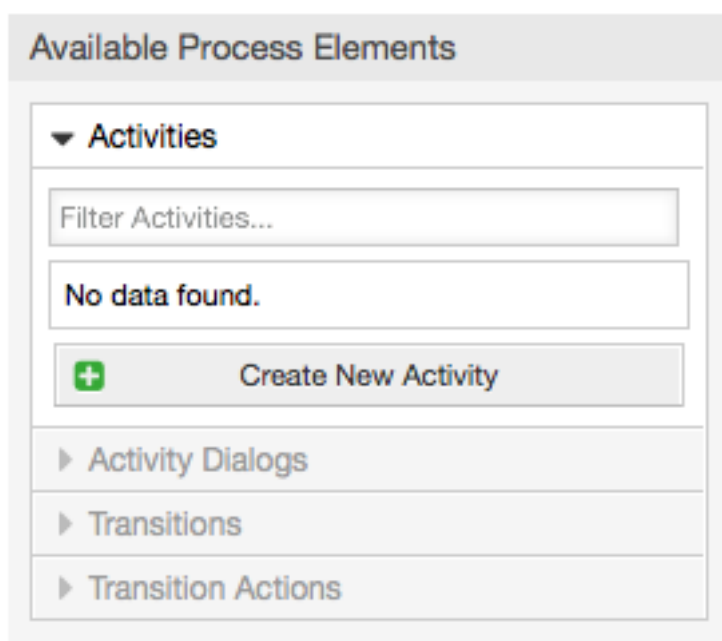 Available Process Elements
Activities
Filter Activities...
No data found.
Create New Activity
Activity Dialogs
Transitions
Transition Actions